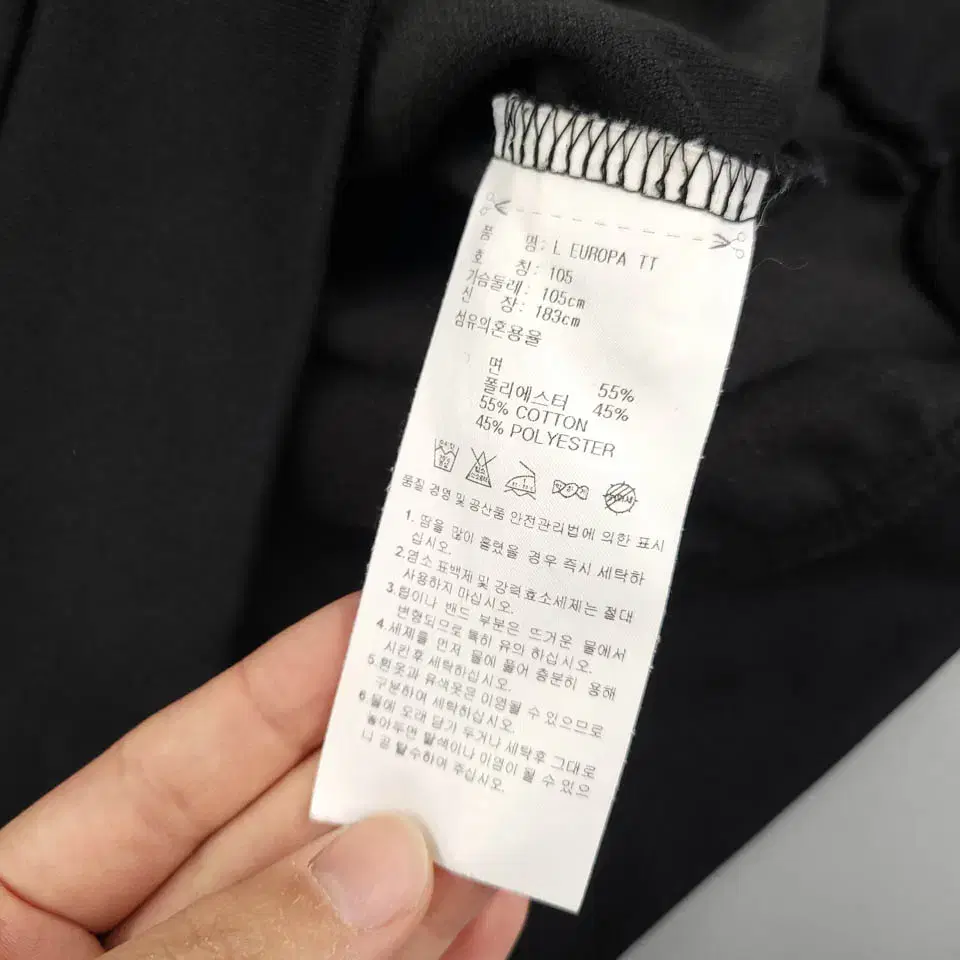 품 명: L EUROPA TT
호 칭: 105
가슴둘레: 105cm
신 장: 183cm
섬유의혼용율
면 55%
폴리에스터 45%
55% COTTON
45% POLYESTER
품질 경영 및 공산품 안전관리법에 의한 표시
1. 땀을 많이 흘렸을 경우 즉시 세탁하
십시오.
2.염소 표백제 및 강력효소세제는 절대
사용하지 마십시오.
3.컵이나 밴드 부분은 뜨거운 물에서
변형되므로 특히 유의 하십시오.
4.세제를 먼저 물에 풀어 충분히 용해
시킨후 세탁하십시오.
5.흰옷과 유색옷은 이염될 수 있으므로
구분하여 세탁하십시오.
6.물에 오래 담가 두거나 세탁후 그대로
놓아두면 탈색이나 이염이 될 수 있으
니 곧 탈수하여 주십시오.